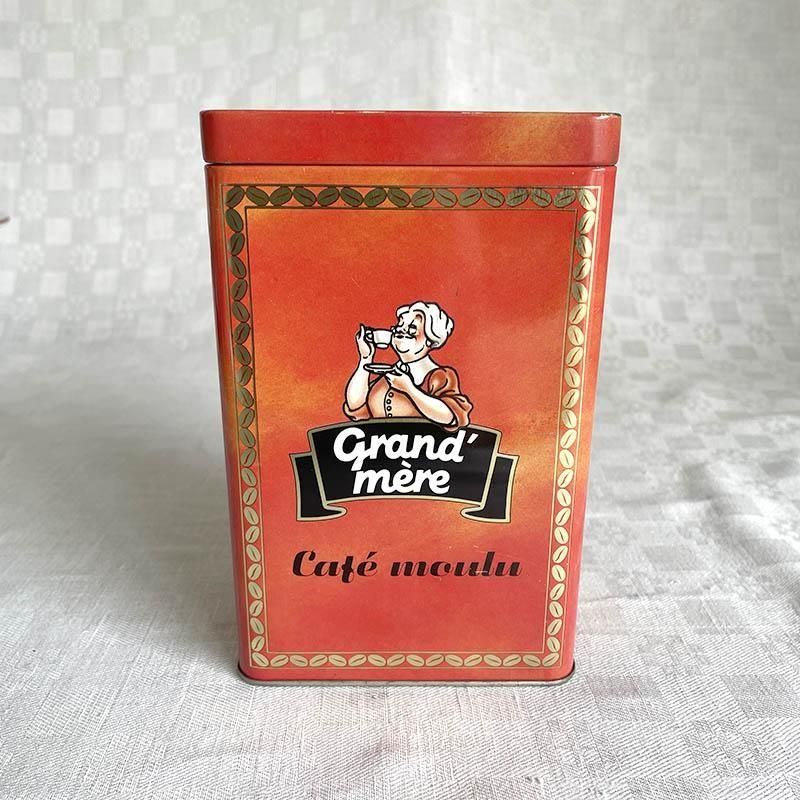 Grand'
mère
Café moulu